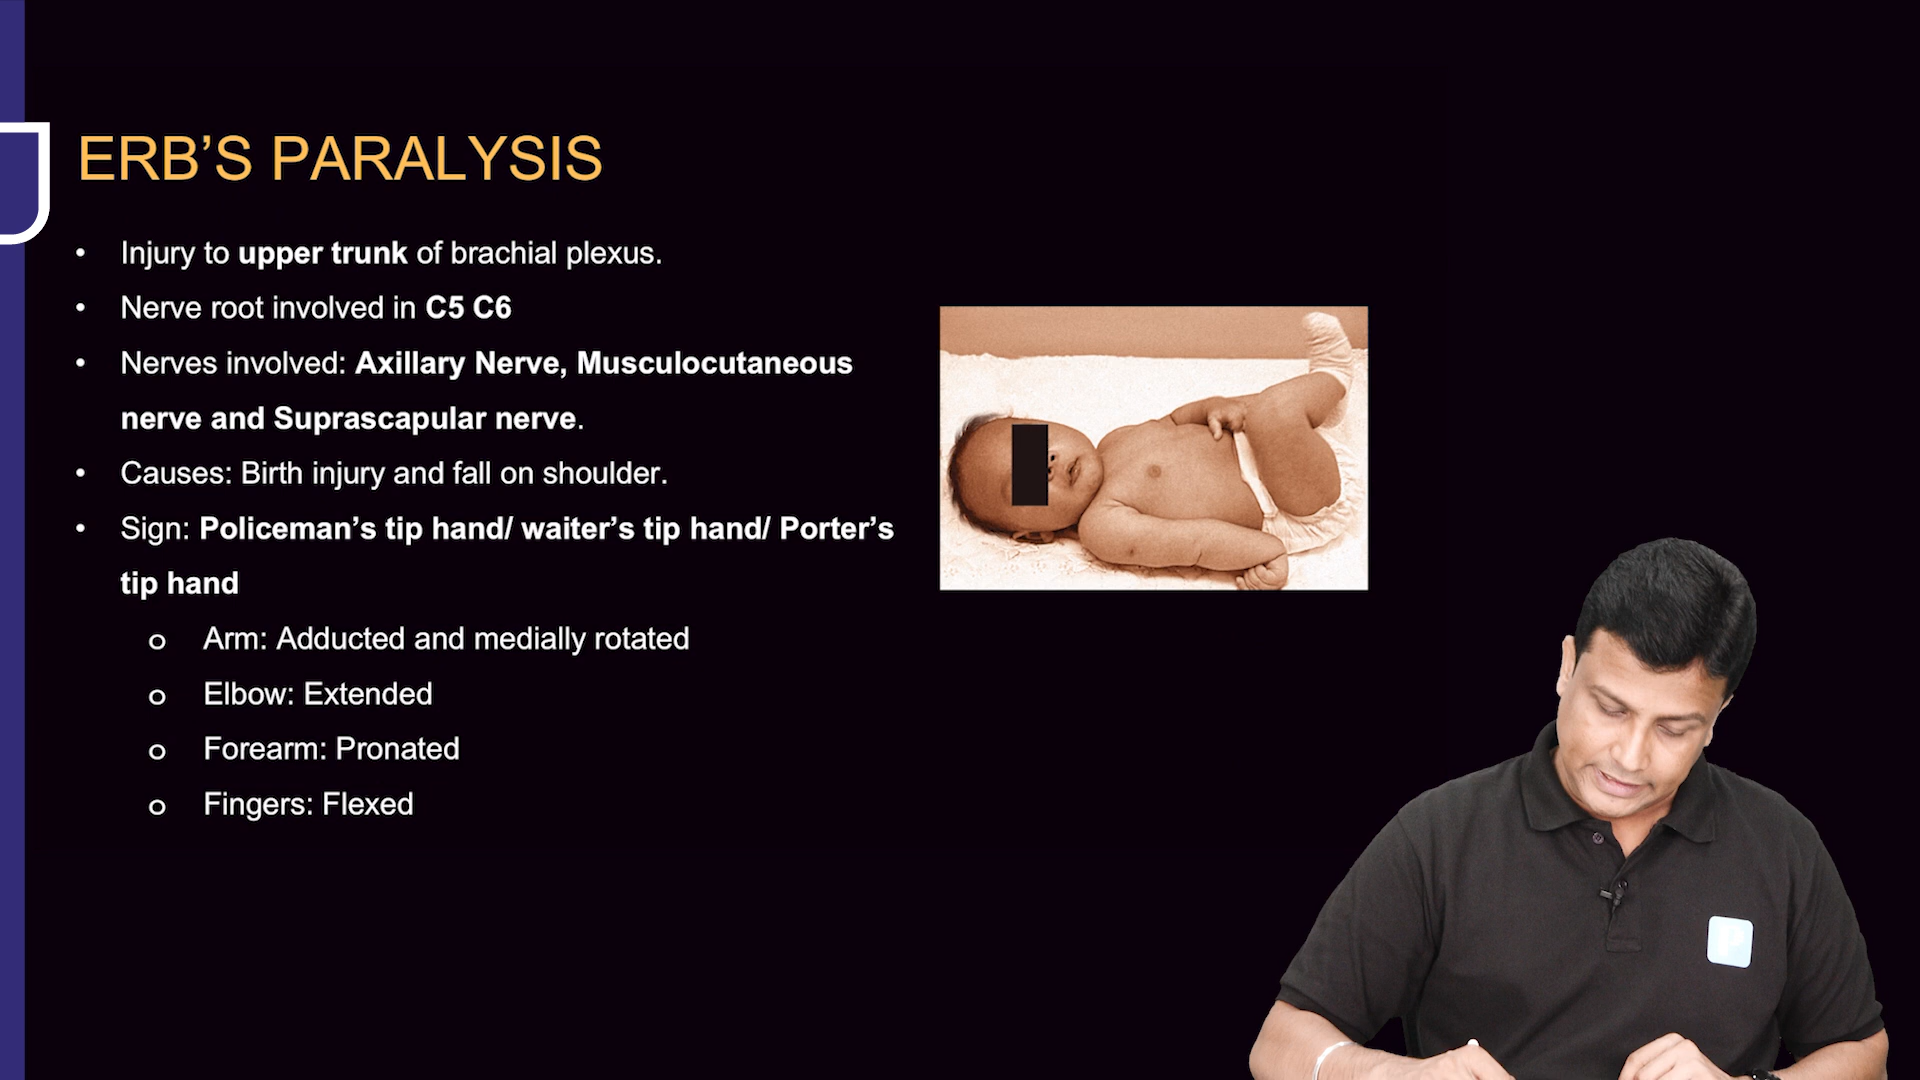 ERB’S PARALYSIS
• Injury to upper trunk of brachial plexus.
• Nerve root involved in C5 C6
• Nerves involved: Axillary Nerve, Musculocutaneous
nerve and Suprascapular nerve.
• Causes: Birth injury and fall on shoulder.
• Sign: Policeman’s tip hand/ waiter’s tip hand/ Porter’s
tip hand
o Arm: Adducted and medially rotated
o Elbow: Extended
o Forearm: Pronated
o Fingers: Flexed